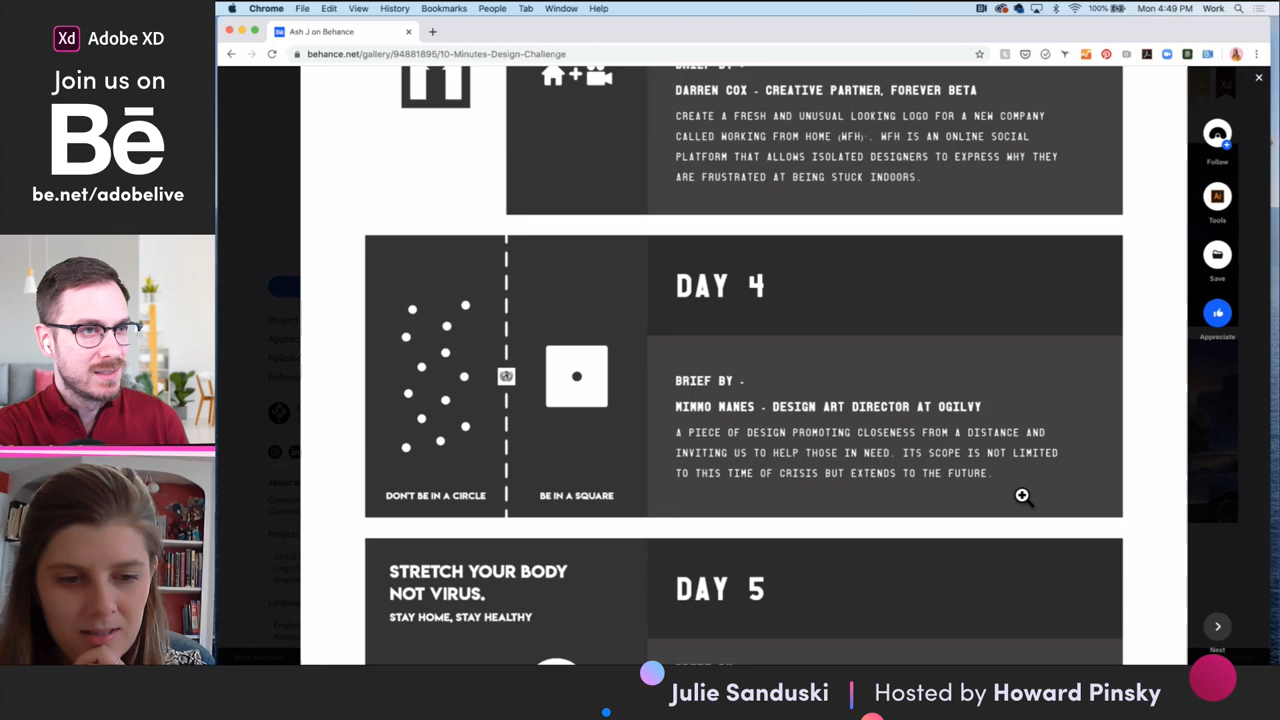 Xd Adobe XD
Join us on
Bē
be.net/adobelive
Chrome File Edit View History Bookmarks People Tab Window Help
100% Mon 4:49 PM Work
Bē Ash J on Behance
behance.net/gallery/94881895/10-Minutes-Design-Challenge
BRIEF BY -
DARREN COX - CREATIVE PARTNER, FOREVER BETA
CREATE A FRESH AND UNUSUAL LOOKING LOGO FOR A NEW COMPANY
CALLED WORKING FROM HOME (WFH). WFH IS AN ONLINE SOCIAL
PLATFORM THAT ALLOWS ISOLATED DESIGNERS TO EXPRESS WHY THEY
ARE FRUSTRATED AT BEING STUCK INDOORS.
DAY 4
BRIEF BY -
MIMMO MANES - DESIGN ART DIRECTOR AT OGILVY
A PIECE OF DESIGN PROMOTING CLOSENESS FROM A DISTANCE AND
INVITING US TO HELP THOSE IN NEED. ITS SCOPE IS NOT LIMITED
TO THIS TIME OF CRISIS BUT EXTENDS TO THE FUTURE.
DON'T BE IN A CIRCLE
BE IN A SQUARE
STRETCH YOUR BODY
NOT VIRUS.
STAY HOME, STAY HEALTHY
DAY 5
Follow
Ai
Tools
Save
Appreciate
Next
Julie Sanduski | Hosted by Howard Pinsky